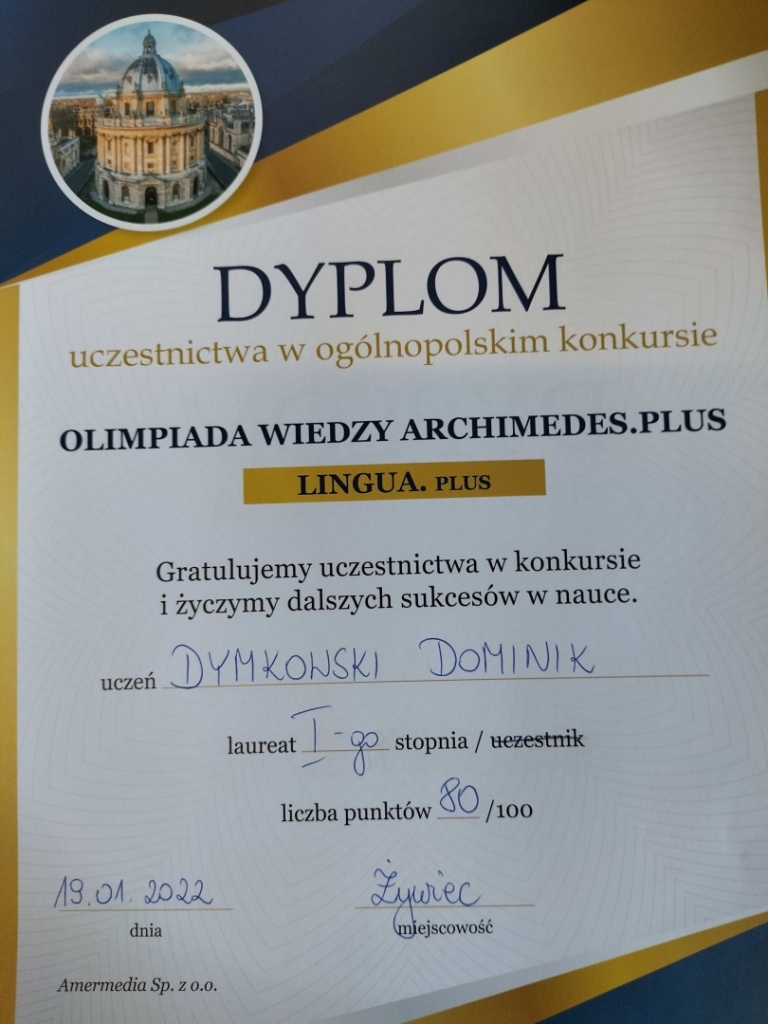 DYPLOM
uczestnictwa w ogólnopolskim konkursie
OLIMPIADA WIEDZY ARCHIMEDES.PLUS
LINGUA. PLUS
Gratulujemy uczestnictwa w konkursie
i życzymy dalszych sukcesów w nauce.
uczeń DYMKOWSKI DOMINIK
laureat I-go stopnia / uczestnik
liczba punktów 80 /100
19.01.2022 Żywiec
dnia miejscowość
Amermedia Sp. z o.o.